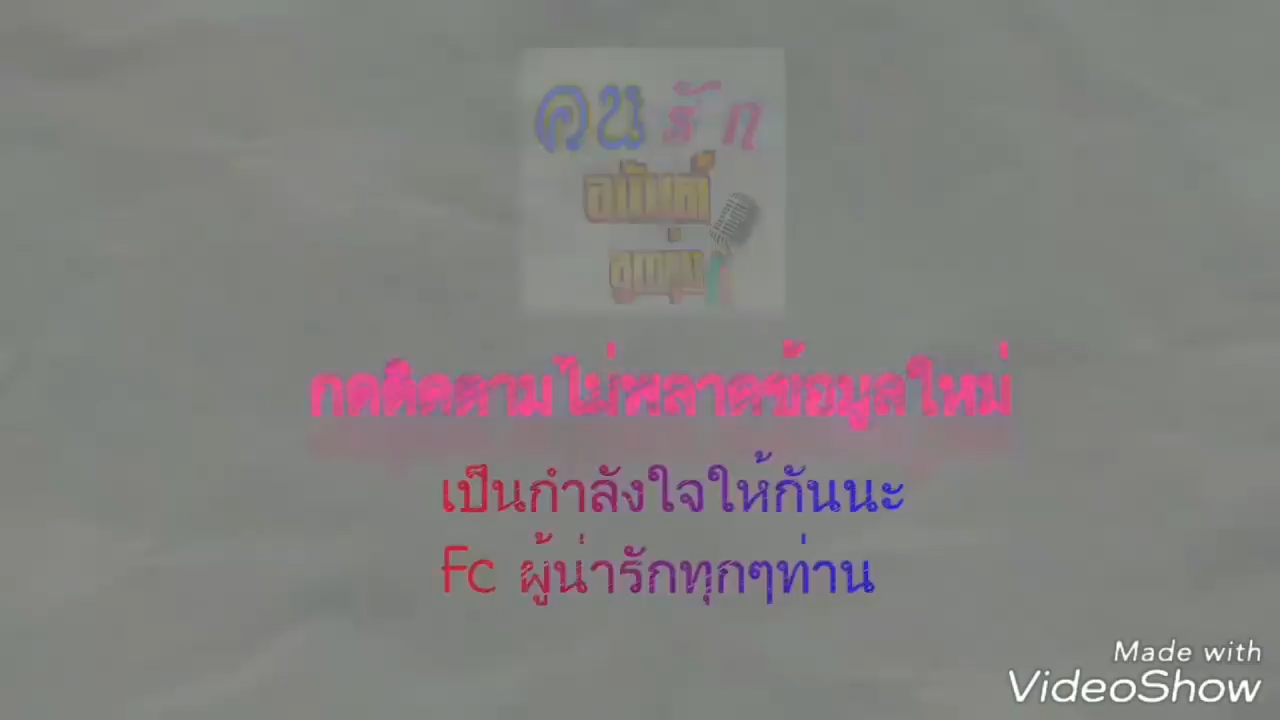 คนรัก
กดติดตามไม่พลาดข้อมูลใหม่
เป็นกำลังใจให้กันนะ
Fc ผู้น่ารักทุกๆท่าน
Made with
VideoShow